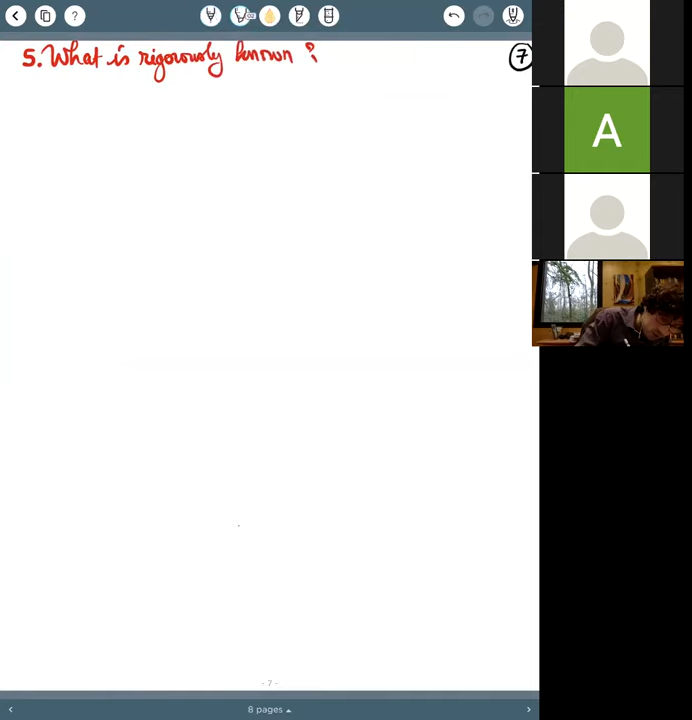 5. What is rigorously known ?
7
A
- 7 -
8 pages